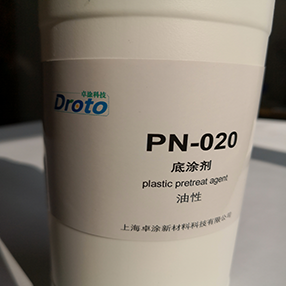 卓涂科技
Droto
PN-020
底涂剂
plastic pretreat agent
油性
上海卓涂新材料科技有限公司